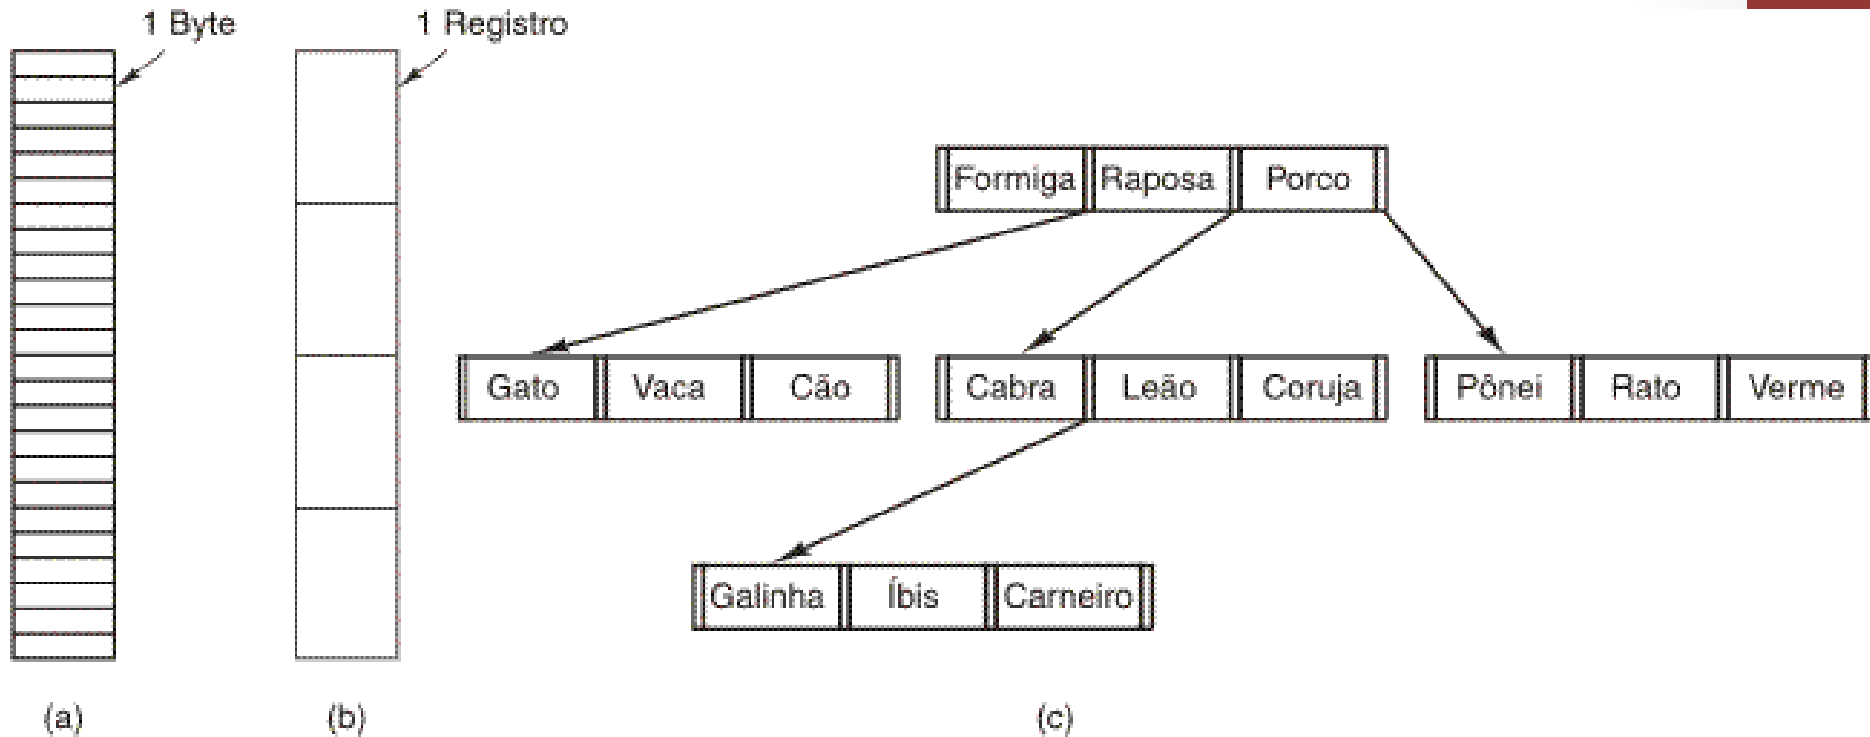 1 Byte
1 Registro
Formiga Raposa Porco
Gato Vaca Cão Cabra Leão Coruja Pônei Rato Verme
Galinha Íbis Carneiro
(a) (b) (c)